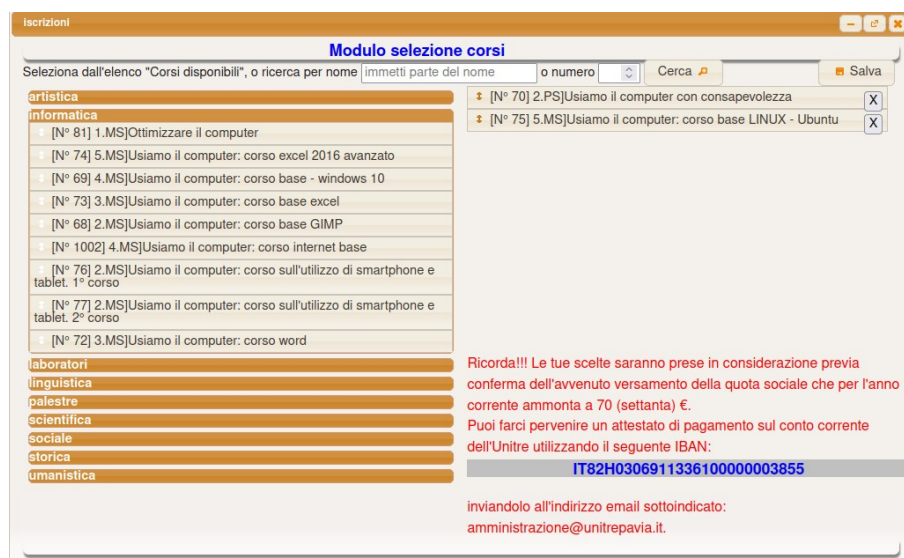 iscrizioni
Modulo selezione corsi
Seleziona dall'elenco "Corsi disponibili", o ricerca per nome immetti parte del nome o numero Cerca Salva
artistica
informatica
[N° 81] 1.MS]Ottimizzare il computer
[N° 74] 5.MS]Usiamo il computer: corso excel 2016 avanzato
[N° 69] 4.MS]Usiamo il computer: corso base - windows 10
[N° 73] 3.MS]Usiamo il computer: corso base excel
[N° 68] 2.MS]Usiamo il computer: corso base GIMP
[N° 1002] 4.MS]Usiamo il computer: corso internet base
[N° 76] 2.MS]Usiamo il computer: corso sull'utilizzo di smartphone e
tablet. 1° corso
[N° 77] 2.MS]Usiamo il computer: corso sull'utilizzo di smartphone e
tablet. 2° corso
[N° 72] 3.MS]Usiamo il computer: corso word
laboratori
linguistica
palestre
scientifica
sociale
storica
umanistica
[N° 70] 2.PS]Usiamo il computer con consapevolezza X
[N° 75] 5.MS]Usiamo il computer: corso base LINUX - Ubuntu X
Ricorda!!! Le tue scelte saranno prese in considerazione previa
conferma dell'avvenuto versamento della quota sociale che per l'anno
corrente ammonta a 70 (settanta) €.
Puoi farci pervenire un attestato di pagamento sul conto corrente
dell'Unitre utilizzando il seguente IBAN:
IT82H0306911336100000003855
inviandolo all'indirizzo email sottoindicato:
amministrazione@unitrepavia.it.